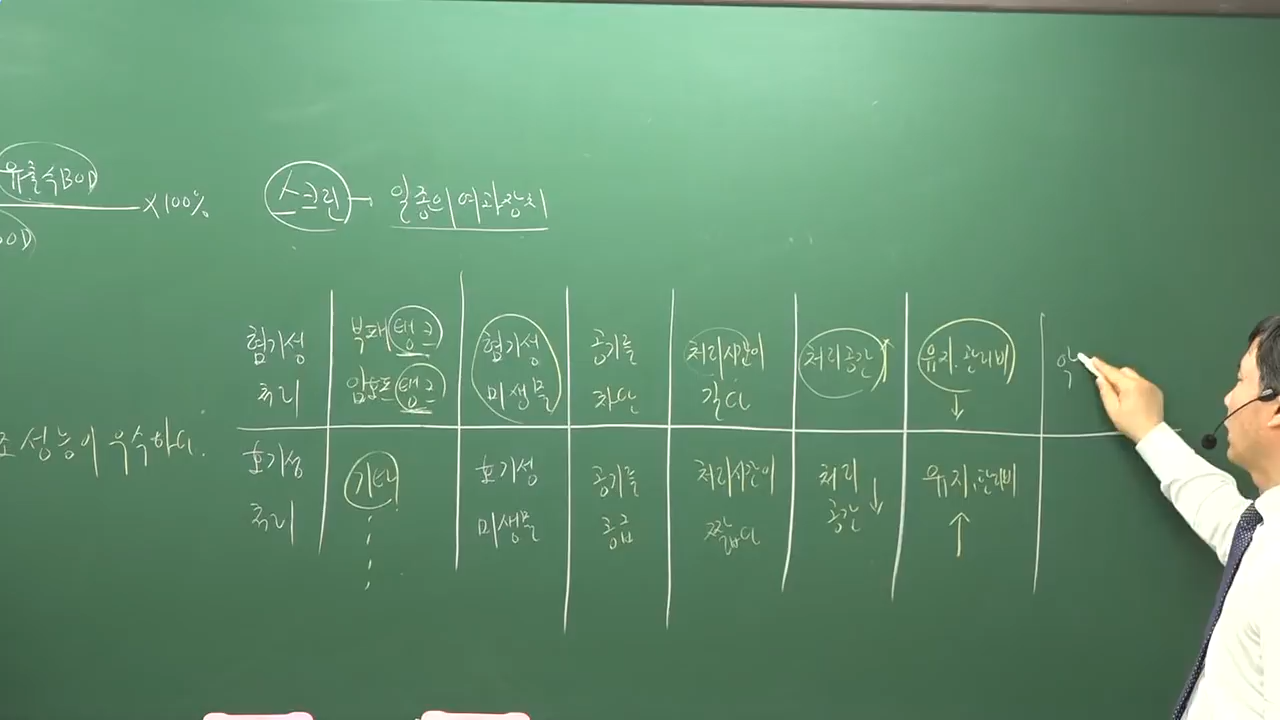 유출수BOD
×100%
BOD
스크린 → 일종의 여과장치
조 성능이 우수하다.
혐기성 처리
부패탱크
임호프탱크
혐기성 미생물
공기를 차단
처리시간이 길다
처리공간 ↑
유지.관리비 ↓
악
호기성 처리
기타
호기성 미생물
공기를 공급
처리시간이 짧다
처리 공간 ↓
유지.관리비 ↑